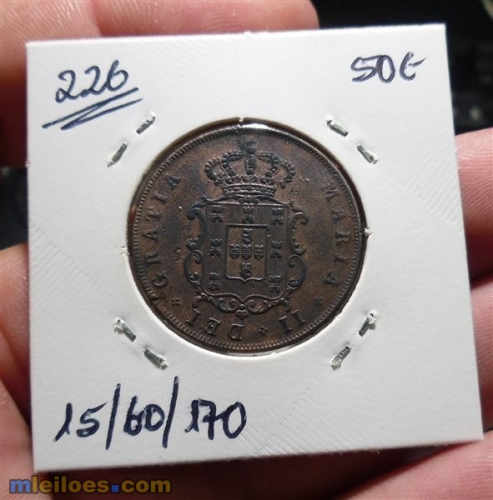 226 50€
MARIA II DEI GRATIA
15/60/170
mleiloes.com